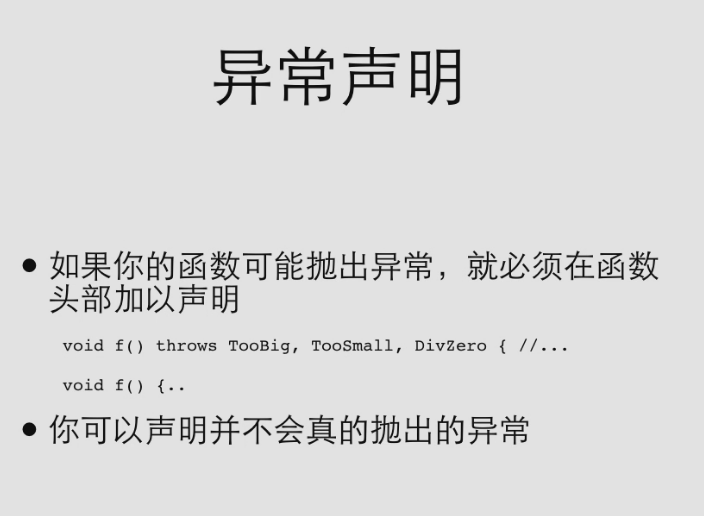 异常声明
• 如果你的函数可能抛出异常，就必须在函数
头部加以声明
void f() throws TooBig, TooSmall, DivZero { //...
void f() {..
• 你可以声明并不会真的抛出的异常